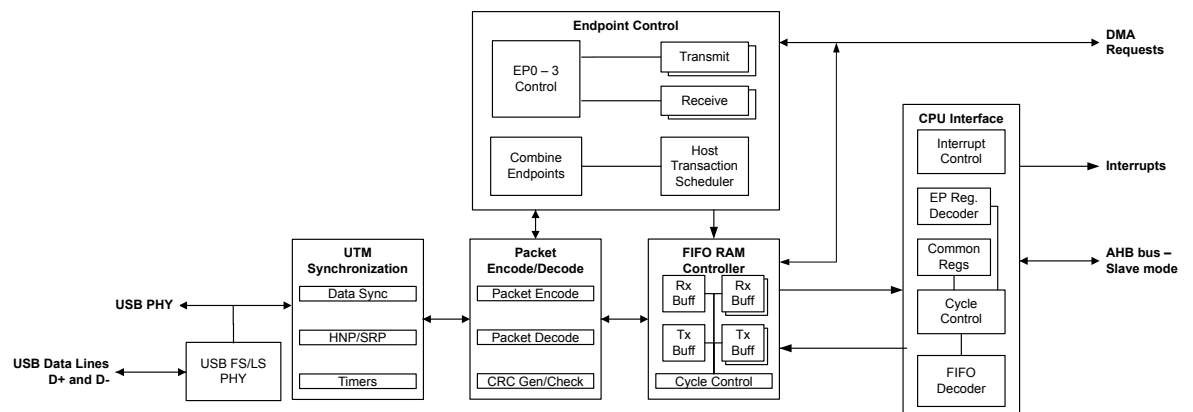 Endpoint Control
EP0 – 3
Control
Transmit
Receive
Combine
Endpoints
Host
Transaction
Scheduler
DMA
Requests
CPU Interface
Interrupt
Control
EP Reg.
Decoder
Common
Regs
Cycle
Control
FIFO
Decoder
Interrupts
AHB bus –
Slave mode
UTM
Synchronization
Data Sync
HNP/SRP
Timers
Packet
Encode/Decode
Packet Encode
Packet Decode
CRC Gen/Check
FIFO RAM
Controller
Rx
Buff
Rx
Buff
Tx
Buff
Tx
Buff
Cycle Control
USB PHY
USB Data Lines
D+ and D-
USB FS/LS
PHY